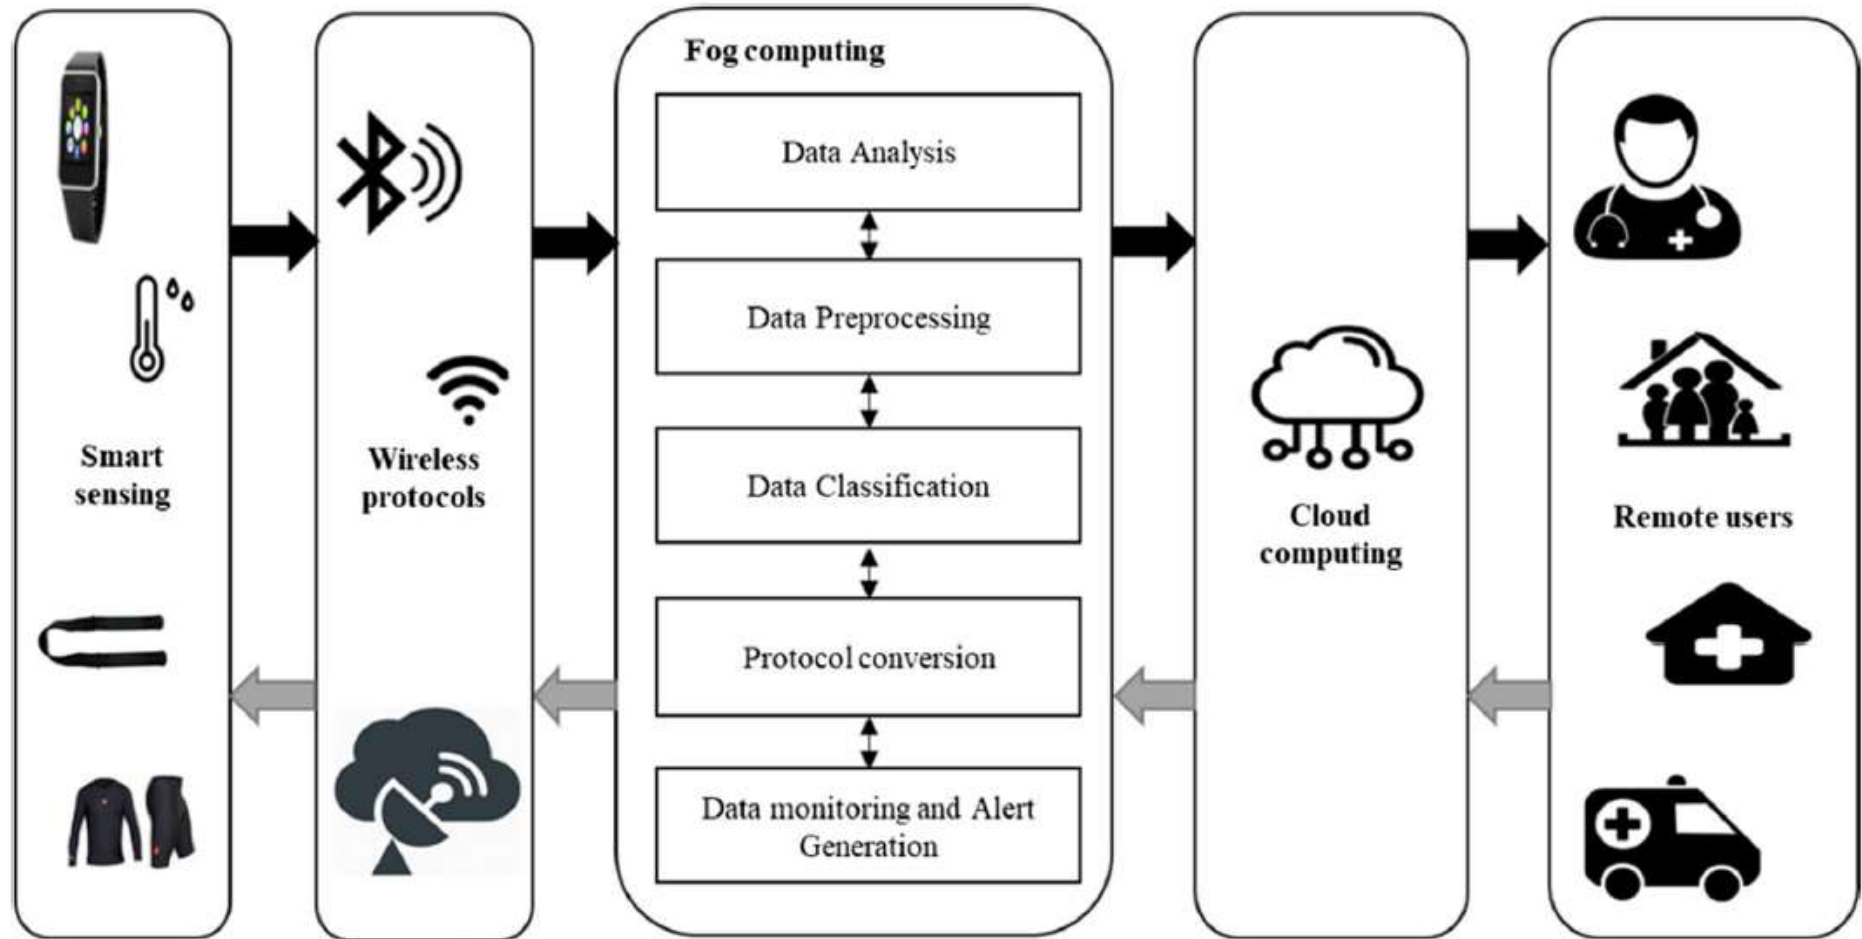 Smart
sensing
Wireless
protocols
Fog computing
Data Analysis
Data Preprocessing
Data Classification
Protocol conversion
Data monitoring and Alert
Generation
Cloud
computing
Remote users